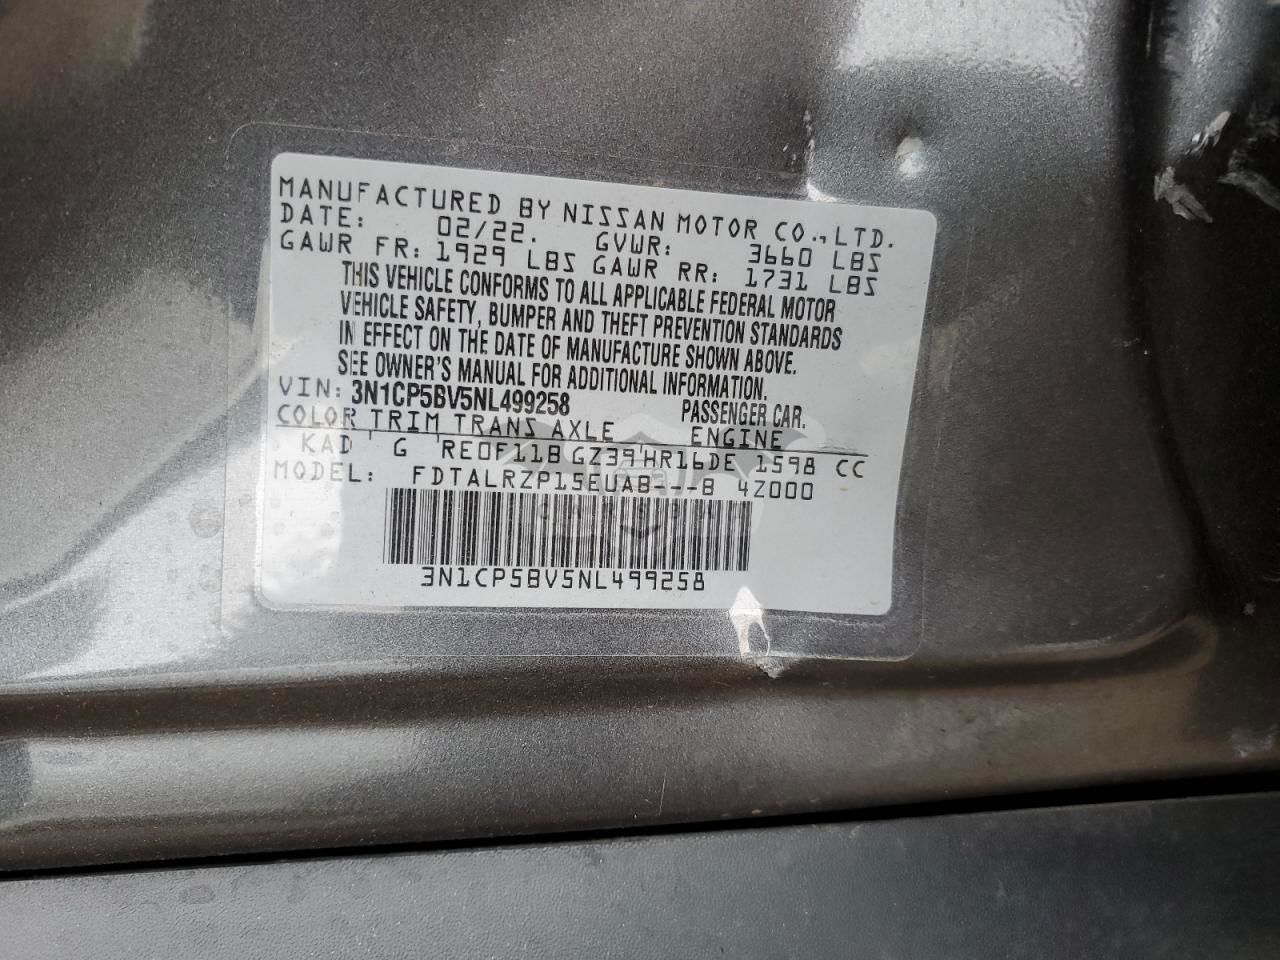 MANUFACTURED BY NISSAN MOTOR CO., LTD.
DATE: 02/22. GVWR: 3660 LBS
GAWR FR: 1929 LBS GAWR RR: 1731 LBS
THIS VEHICLE CONFORMS TO ALL APPLICABLE FEDERAL MOTOR
VEHICLE SAFETY, BUMPER AND THEFT PREVENTION STANDARDS
IN EFFECT ON THE DATE OF MANUFACTURE SHOWN ABOVE.
SEE OWNER'S MANUAL FOR ADDITIONAL INFORMATION.
VIN: 3N1CP5BV5NL499258 PASSENGER CAR.
COLOR TRIM TRANS AXLE ENGINE
KAD G RE0F11B GZ39 HR16DE 1598 CC
MODEL: FDTALRZP15EUAB---B 4Z000
3N1CP5BV5NL499258